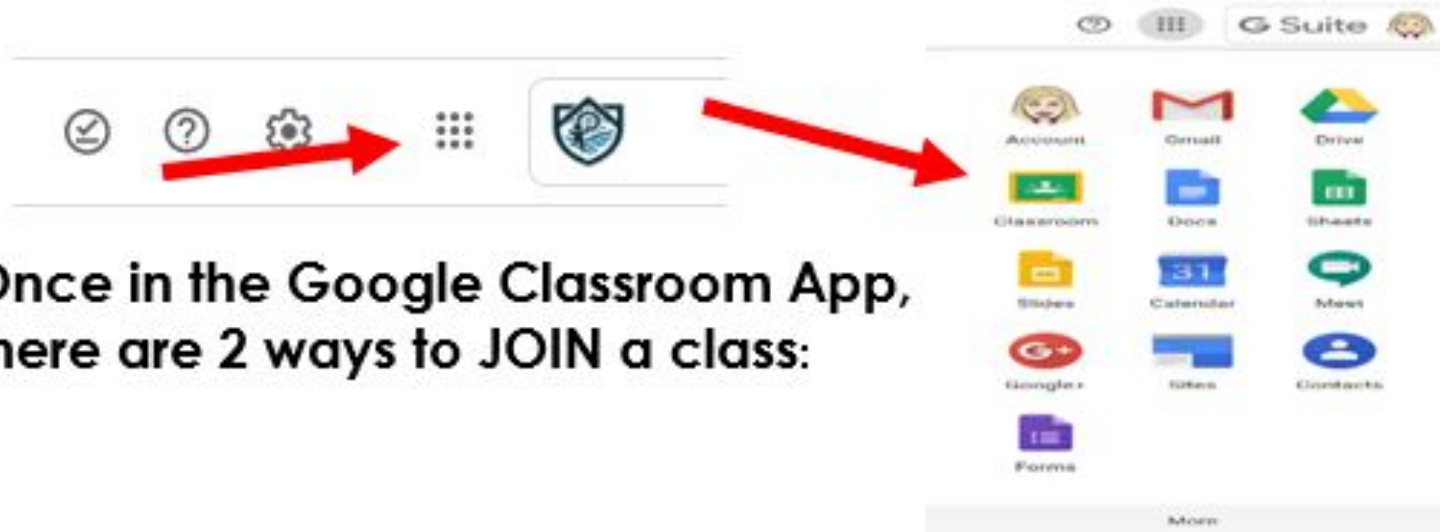 G Suite
Account Gmail Drive
Classroom Docs Sheets
31
Slides Calendar Meet
G+
Google+ Sites Contacts
Forms
More
Once in the Google Classroom App,
here are 2 ways to JOIN a class: